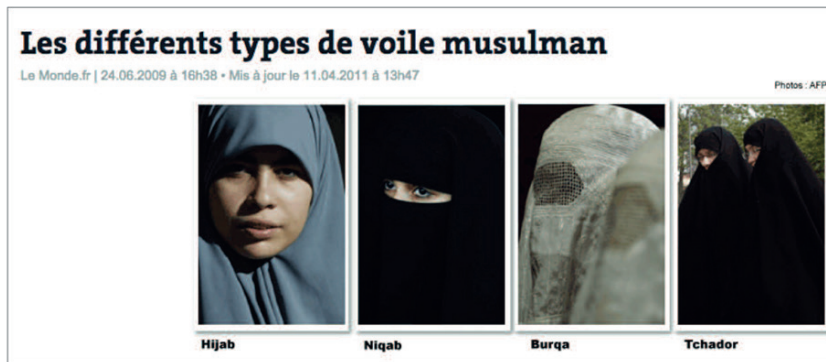 Les différents types de voile musulman
Le Monde.fr | 24.06.2009 à 16h38 • Mis à jour le 11.04.2011 à 13h47
Photos : AFP
Hijab
Niqab
Burqa
Tchador